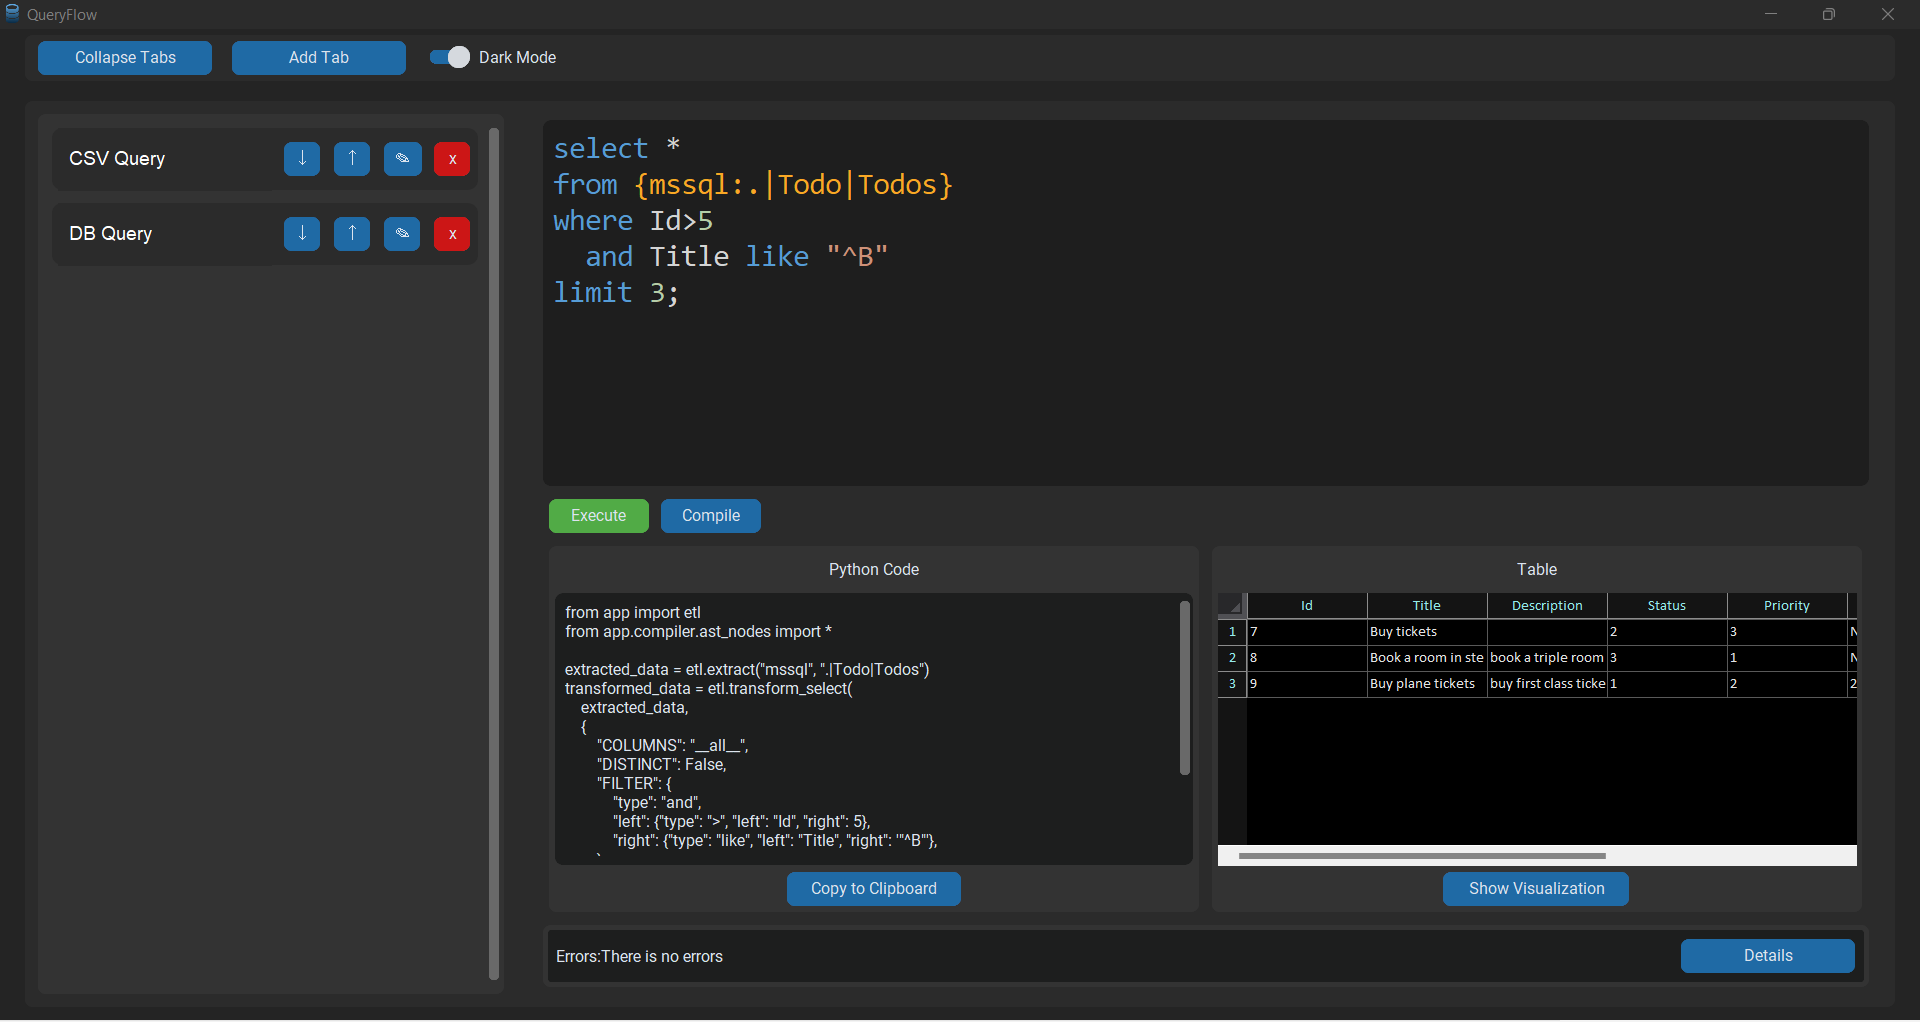 QueryFlow
Collapse Tabs
Add Tab
Dark Mode
CSV Query
↓ ↑ ✎ x
DB Query
↓ ↑ ✎ x
select *
from {mssql:.|Todo|Todos}
where Id>5
  and Title like "^B"
limit 3;
Execute
Compile
Python Code
from app import etl
from app.compiler.ast_nodes import *
extracted_data = etl.extract("mssql", ".|Todo|Todos")
transformed_data = etl.transform_select(
    extracted_data,
    {
        "COLUMNS": "__all__",
        "DISTINCT": False,
        "FILTER": {
            "type": "and",
            "left": {"type": ">", "left": "Id", "right": 5},
            "right": {"type": "like", "left": "Title", "right": '"^B"'},
Copy to Clipboard
Table
Id Title Description Status Priority
1 7 Buy tickets 2 3 N
2 8 Book a room in ste book a triple room 3 1 N
3 9 Buy plane tickets buy first class ticke 1 2 2
Show Visualization
Errors:There is no errors
Details